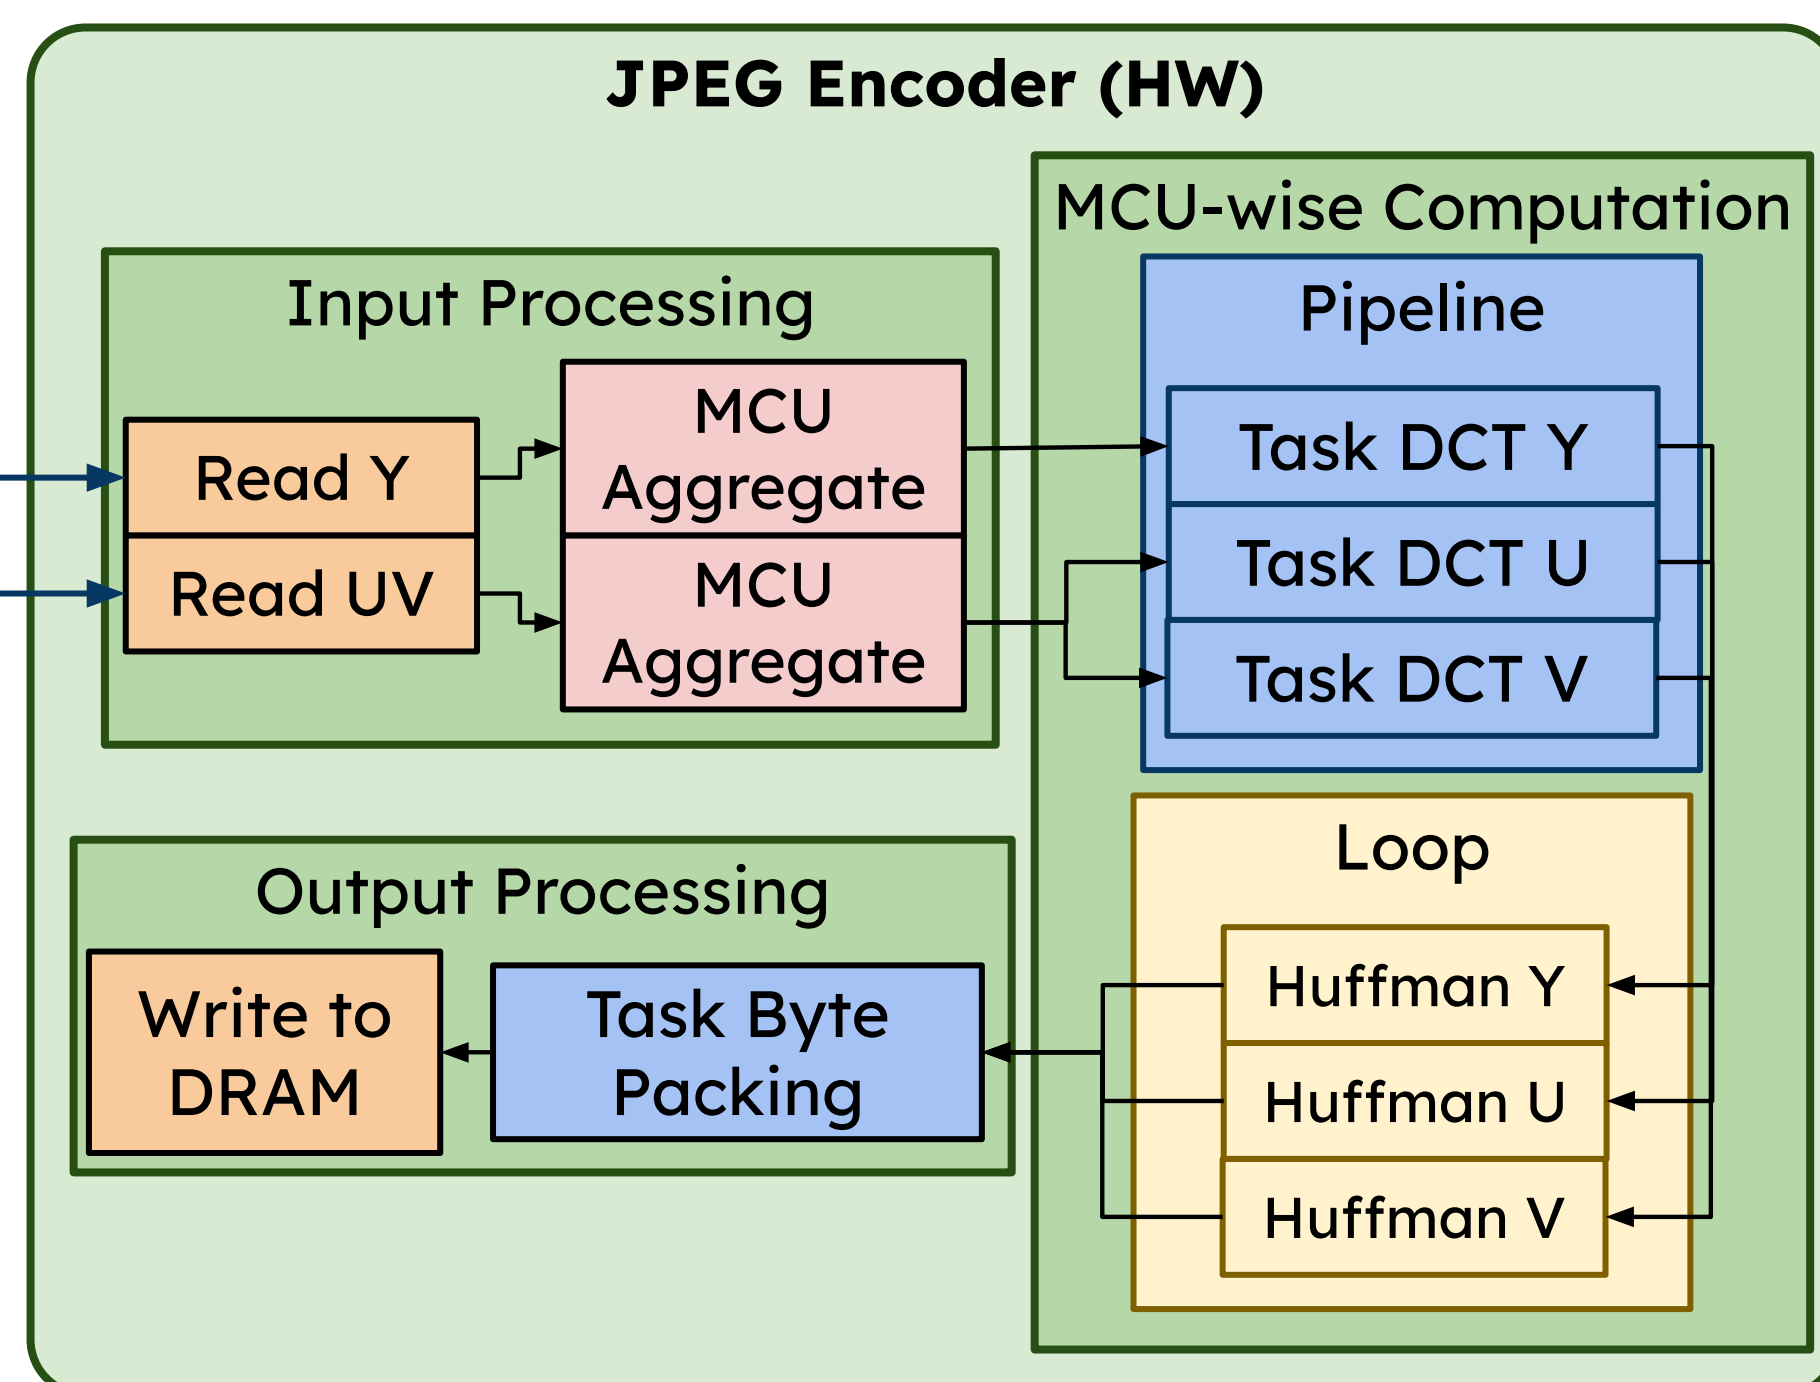 JPEG Encoder (HW)
Input Processing
Read Y
Read UV
MCU
Aggregate
MCU
Aggregate
MCU-wise Computation
Pipeline
Task DCT Y
Task DCT U
Task DCT V
Loop
Huffman Y
Huffman U
Huffman V
Output Processing
Write to
DRAM
Task Byte
Packing